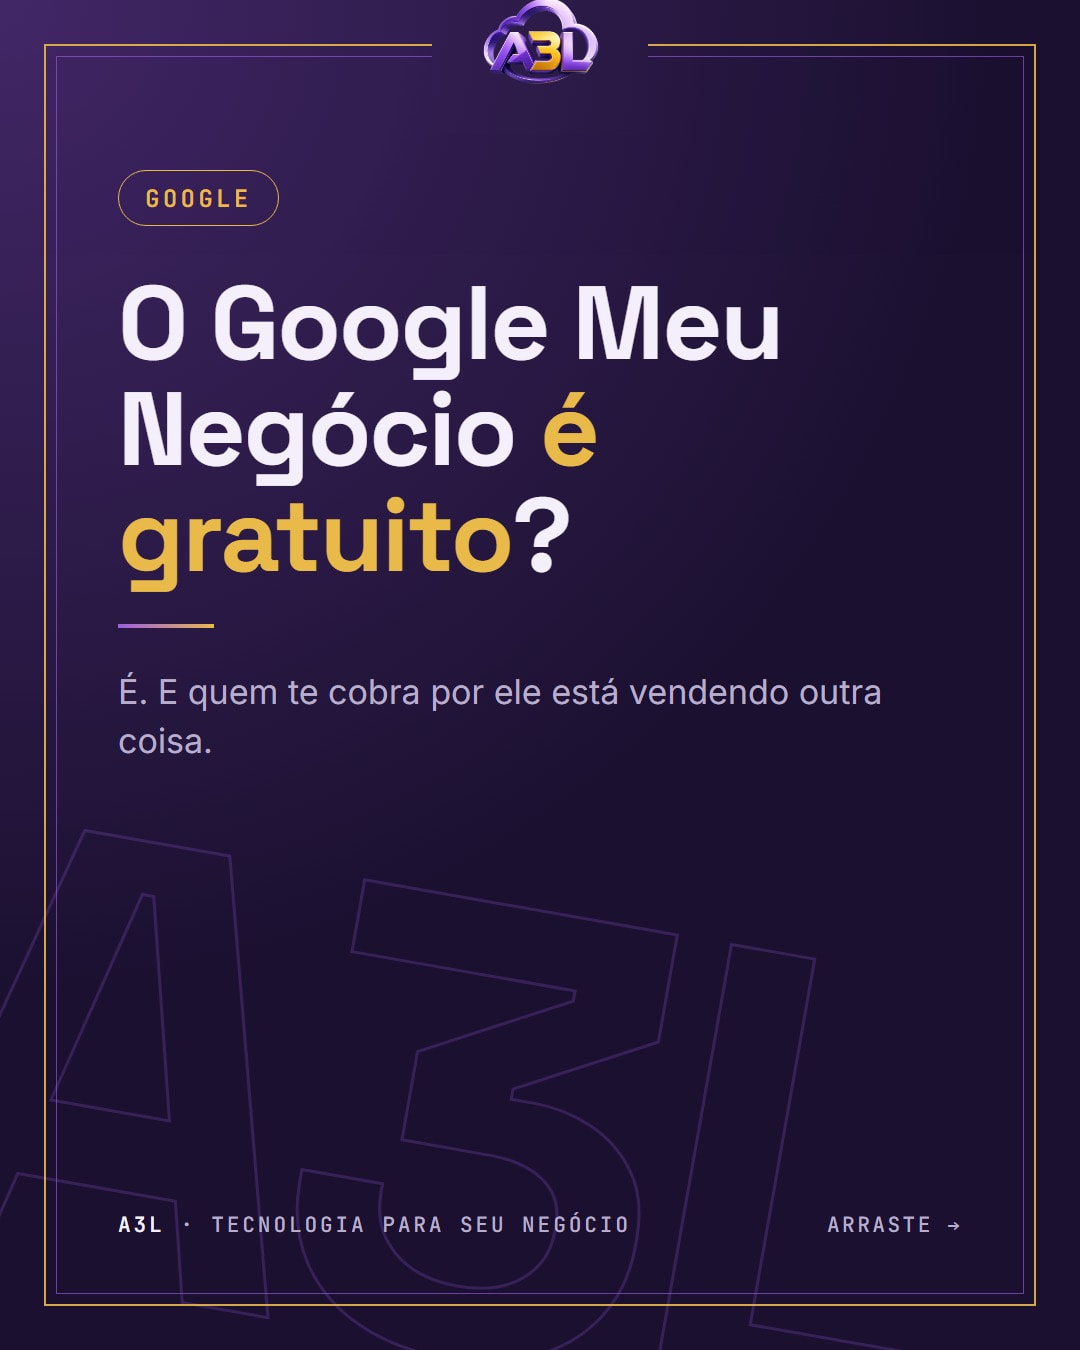 A3L
GOOGLE
O Google Meu
Negócio é
gratuito?
É. E quem te cobra por ele está vendendo outra
coisa.
A3L
A3L · TECNOLOGIA PARA SEU NEGÓCIO
ARRASTE →